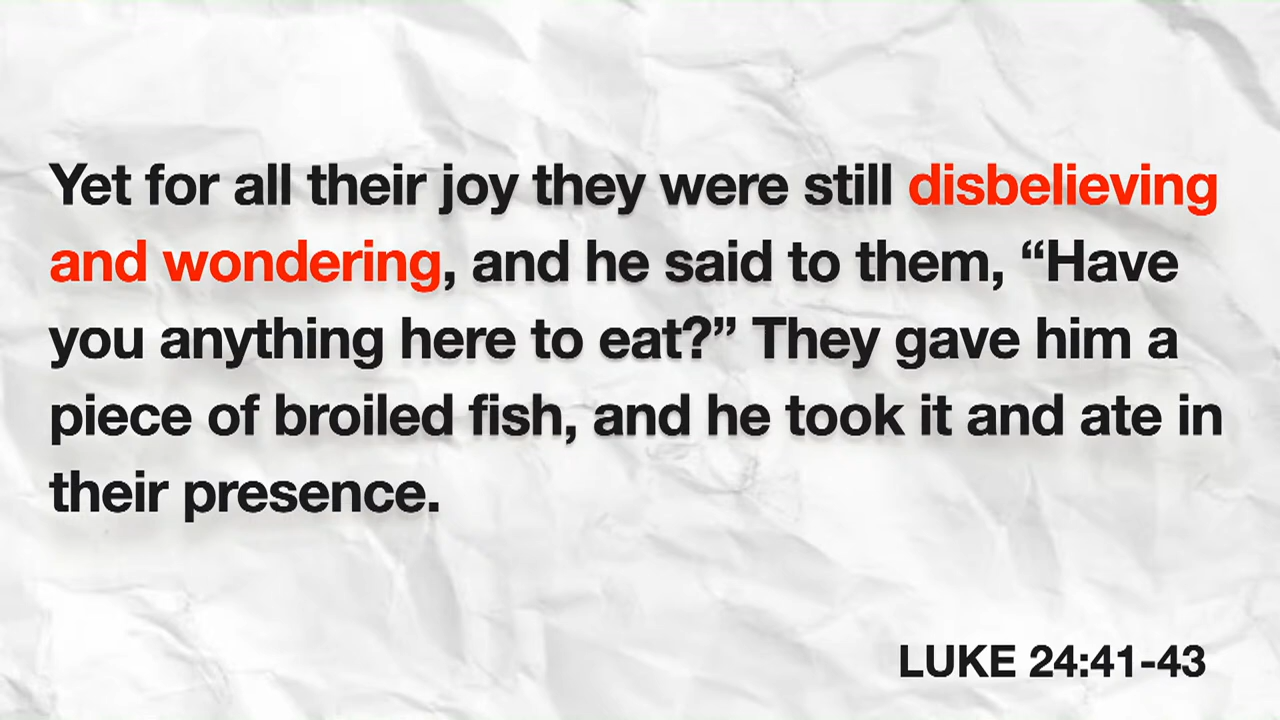 Yet for all their joy they were still disbelieving
and wondering, and he said to them, “Have
you anything here to eat?” They gave him a
piece of broiled fish, and he took it and ate in
their presence.
LUKE 24:41-43